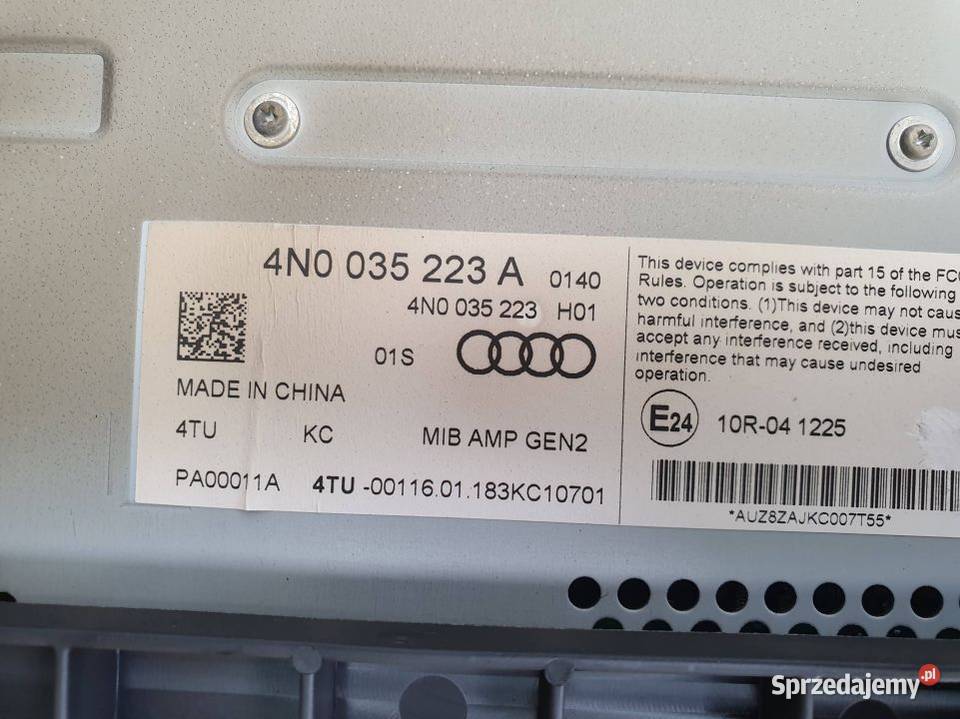 4N0 035 223 A 0140
4N0 035 223 H01
01S
MADE IN CHINA
4TU KC MIB AMP GEN2
PA00011A 4TU -00116.01.183KC10701
This device complies with part 15 of the FCC
Rules. Operation is subject to the following
two conditions. (1)This device may not
harmful interference, and (2)this device
accept any interference received, including
interference that may cause undesired
operation.
E24 10R-04 1225
*AUZ8ZAJKC007T55*
Sprzedajemy.pl